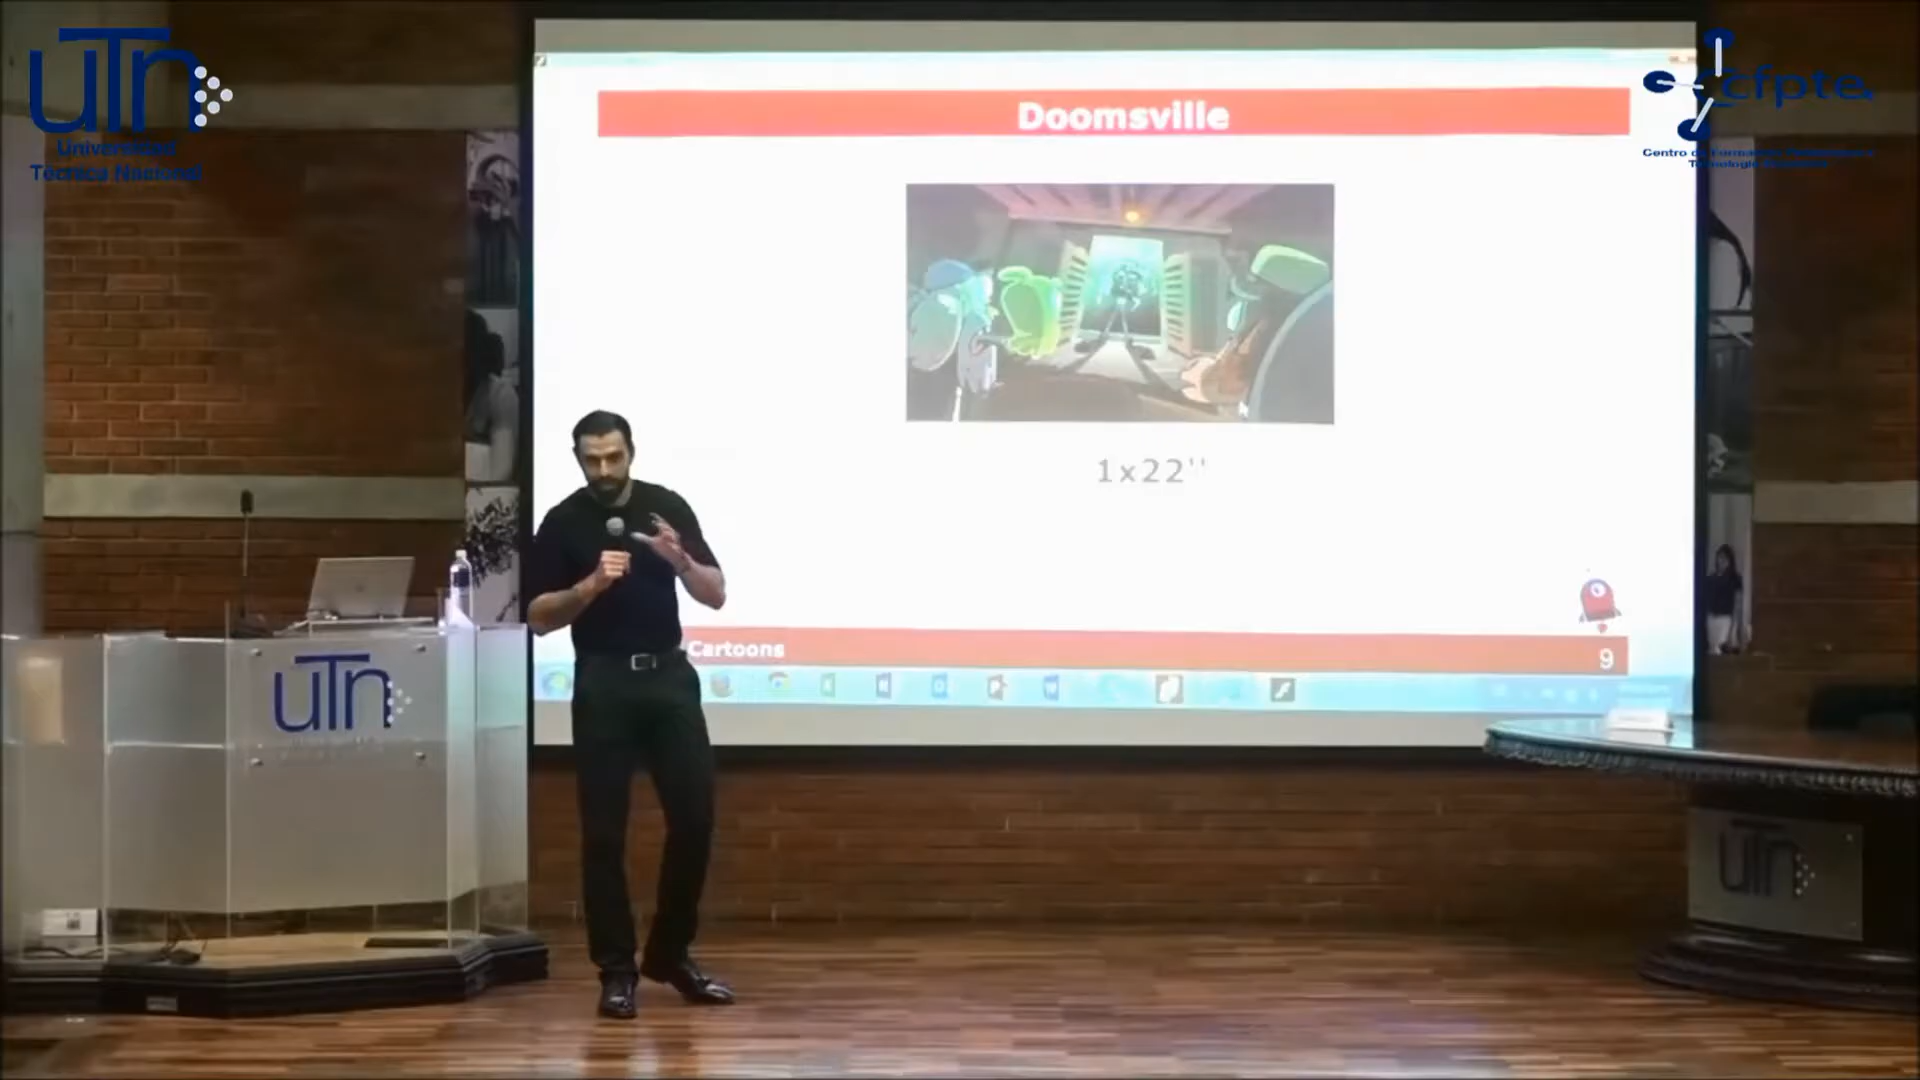 uTn
Universidad
Técnica Nacional
cfpte
Doomsville
1x22''
Cartoons
9
uTn
uTn